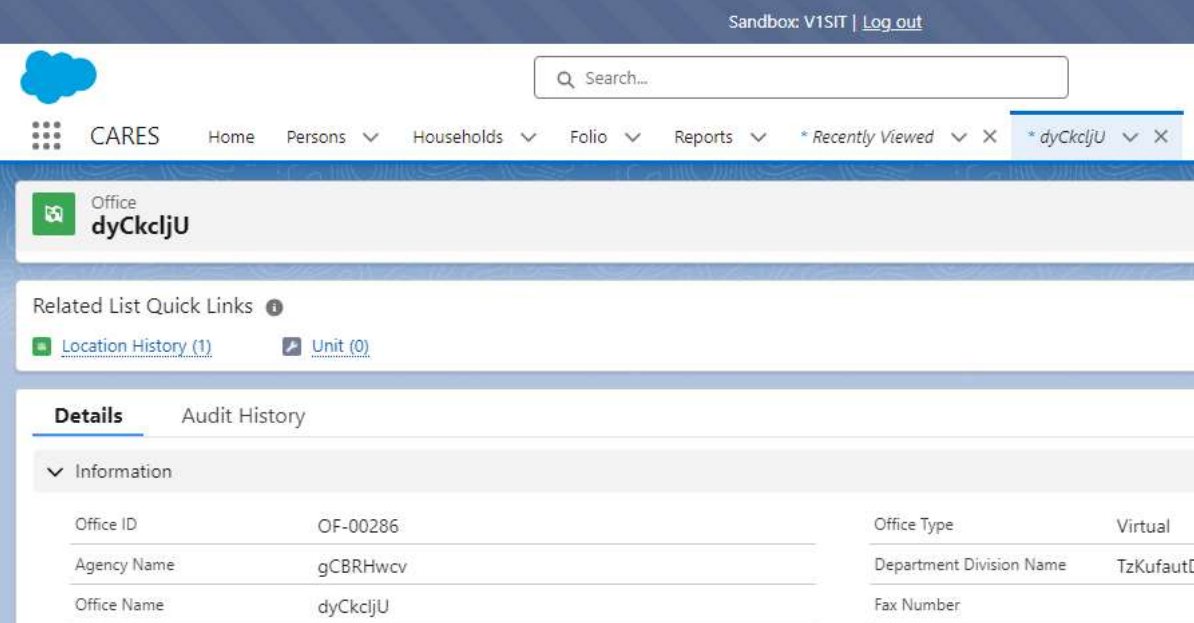 Sandbox: V1SIT | Log out
Search...
CARES Home Persons Households Folio Reports * Recently Viewed * dyCkcljU
Office
dyCkcljU
Related List Quick Links
Location History (1) Unit (0)
Details Audit History
Information
Office ID OF-00286 Office Type Virtual
Agency Name gCBRHwcv Department Division Name
Office Name dyCkcljU Fax Number